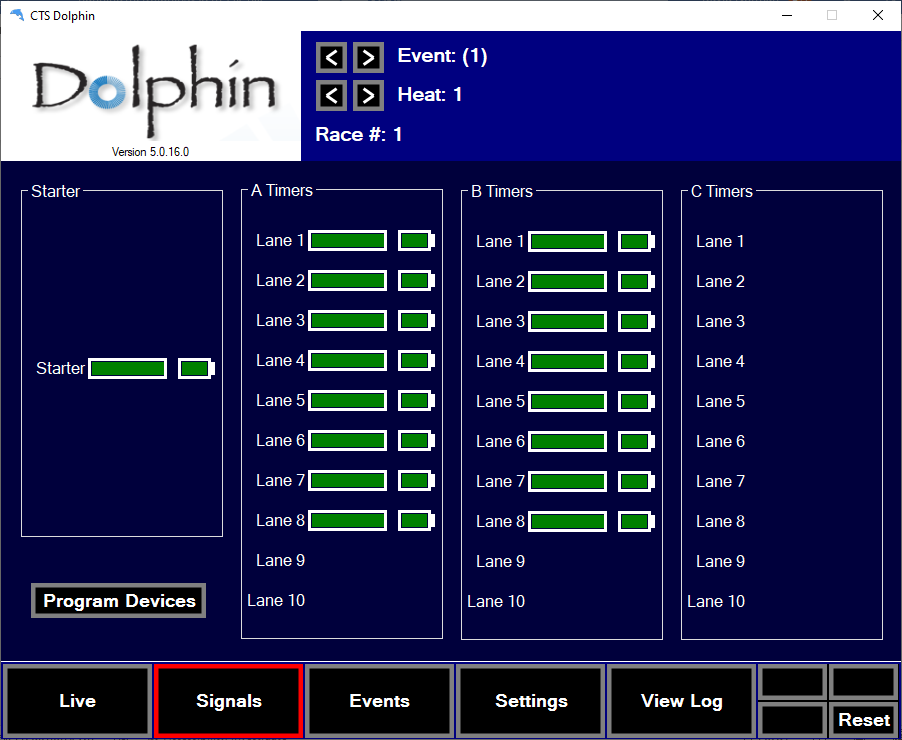 CTS Dolphin
Dolphin
Version 5.0.16.0
< > Event: (1)
< > Heat: 1
Race #: 1
Starter
Starter
Program Devices
A Timers
Lane 1
Lane 2
Lane 3
Lane 4
Lane 5
Lane 6
Lane 7
Lane 8
Lane 9
Lane 10
B Timers
Lane 1
Lane 2
Lane 3
Lane 4
Lane 5
Lane 6
Lane 7
Lane 8
Lane 9
Lane 10
C Timers
Lane 1
Lane 2
Lane 3
Lane 4
Lane 5
Lane 6
Lane 7
Lane 8
Lane 9
Lane 10
Live
Signals
Events
Settings
View Log
Reset